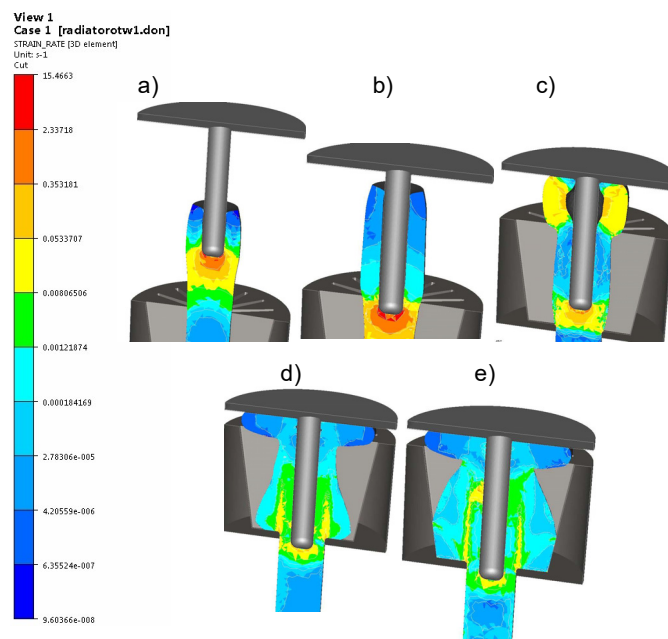 View 1
Case 1 [radiatorotw1.don]
STRAIN_RATE [3D element]
Unit: s-1
Cut
15.4663
2.33718
0.353181
0.0533707
0.00806506
0.00121874
0.000184169
2.78306e-005
4.20559e-006
6.35524e-007
9.60366e-008
a)
b)
c)
d)
e)